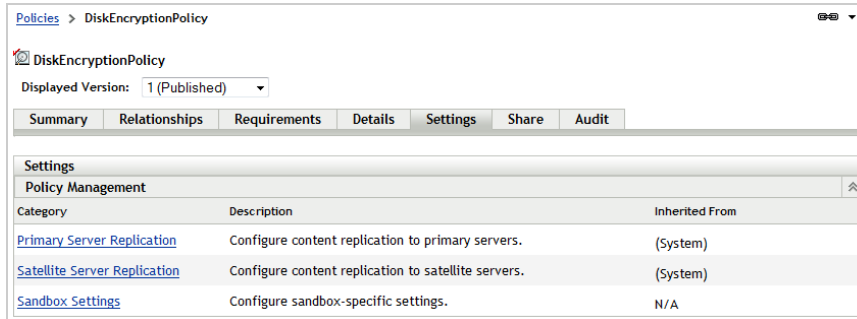 Policies > DiskEncryptionPolicy
DiskEncryptionPolicy
Displayed Version: 1 (Published)
Summary Relationships Requirements Details Settings Share Audit
Settings
Policy Management
Category Description Inherited From
Primary Server Replication Configure content replication to primary servers. (System)
Satellite Server Replication Configure content replication to satellite servers. (System)
Sandbox Settings Configure sandbox-specific settings. N/A